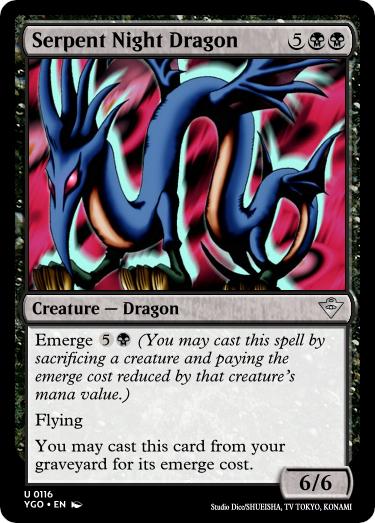 Serpent Night Dragon 5
Creature — Dragon
Emerge 5 (You may cast this spell by
sacrificing a creature and paying the
emerge cost reduced by that creature's
mana value.)
Flying
You may cast this card from your
graveyard for its emerge cost.
6/6
U 0116
YGO • EN
Studio Dice/SHUEISHA, TV TOKYO, KONAMI